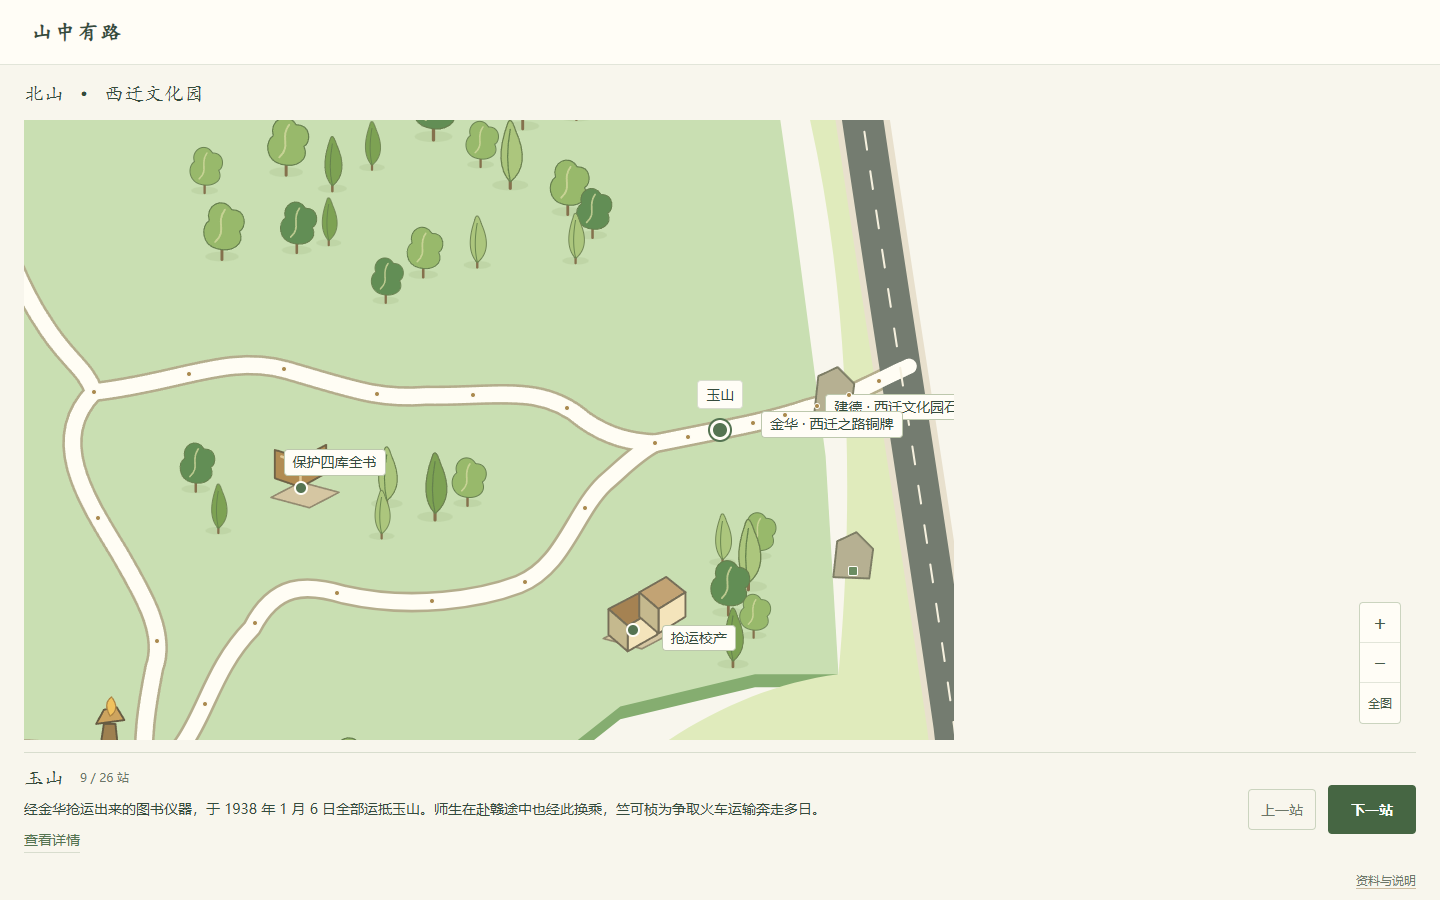 山中有路
北山 • 西迁文化园
玉山
建德 · 西迁文化园石
金华 · 西迁之路铜牌
保护四库全书
抢运校产
+
−
全图
玉山 9 / 26 站
经金华抢运出来的图书仪器，于 1938 年 1 月 6 日全部运抵玉山。师生在赴赣途中也经此换乘，竺可桢为争取火车运输奔走多日。
查看详情
上一站
下一站
资料与说明